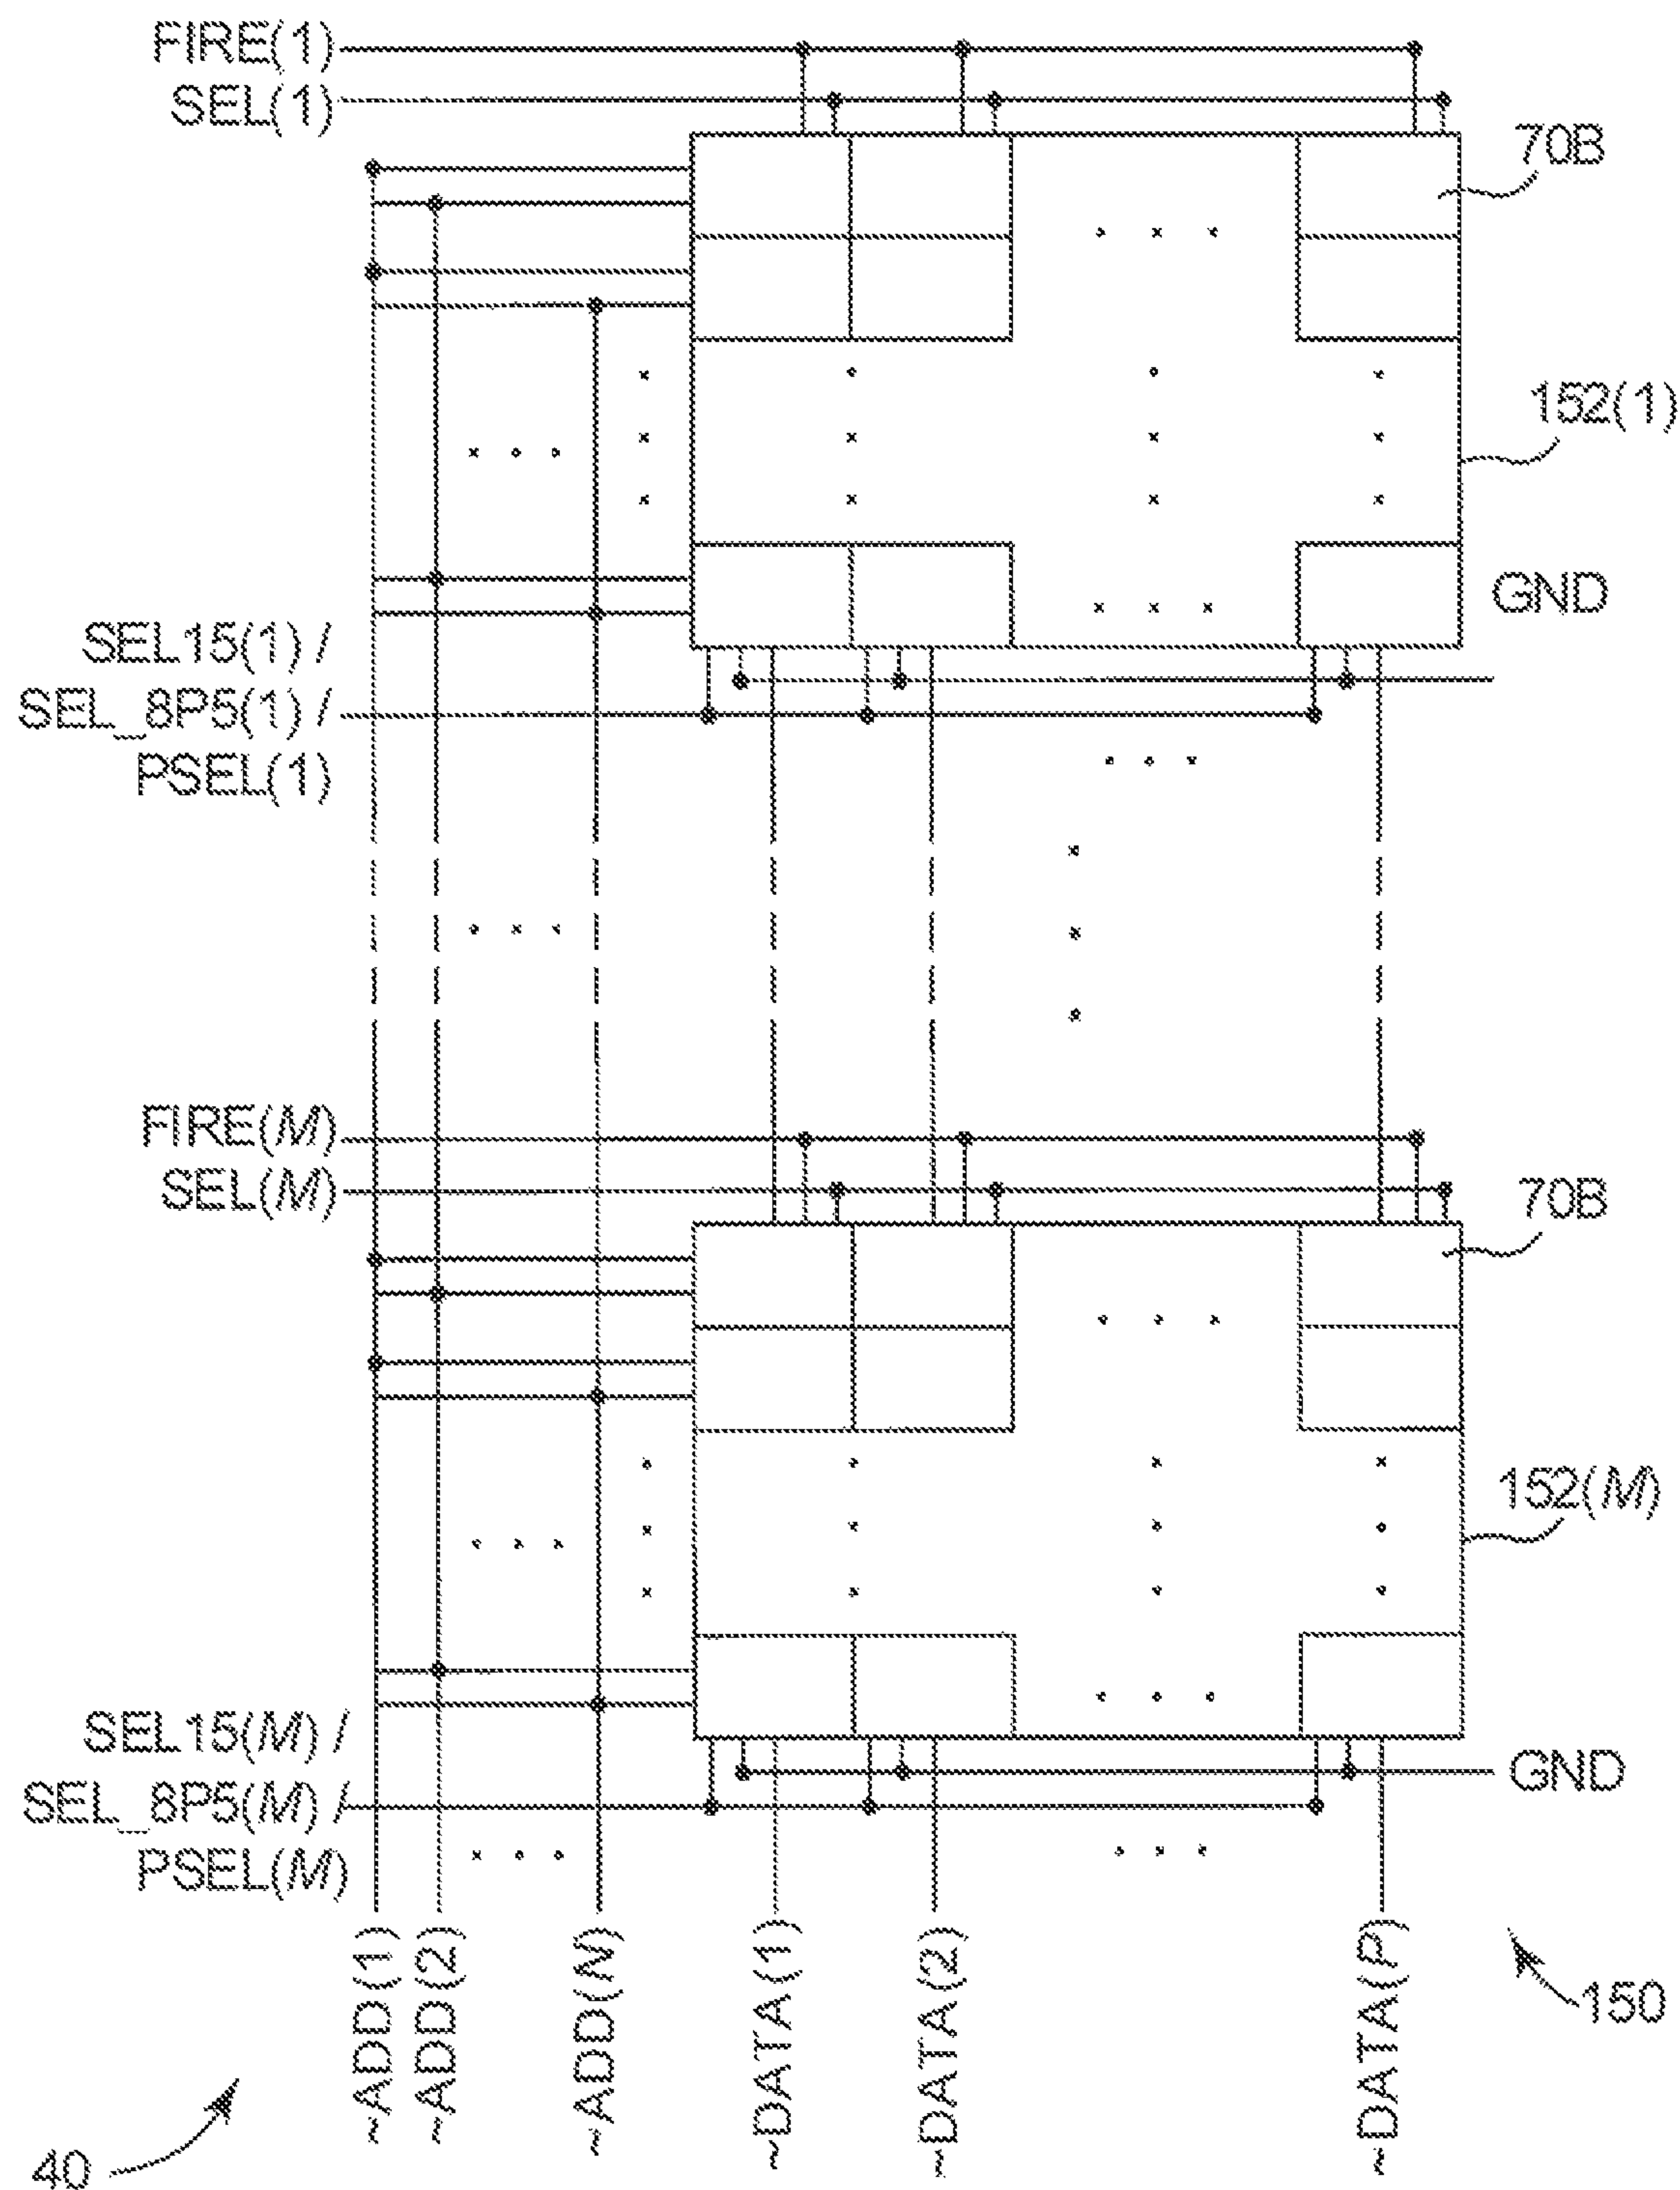 FIRE(1)
SEL(1)
70B
152(1)
GND
SEL15(1) /
SEL_8P5(1) /
PSEL(1)
FIRE(M)
SEL(M)
70B
152(M)
SEL15(M) /
SEL_8P5(M) /
PSEL(M)
GND
~ADD(1)
~ADD(2)
~ADD(N)
~DATA(1)
~DATA(2)
~DATA(P)
150
40